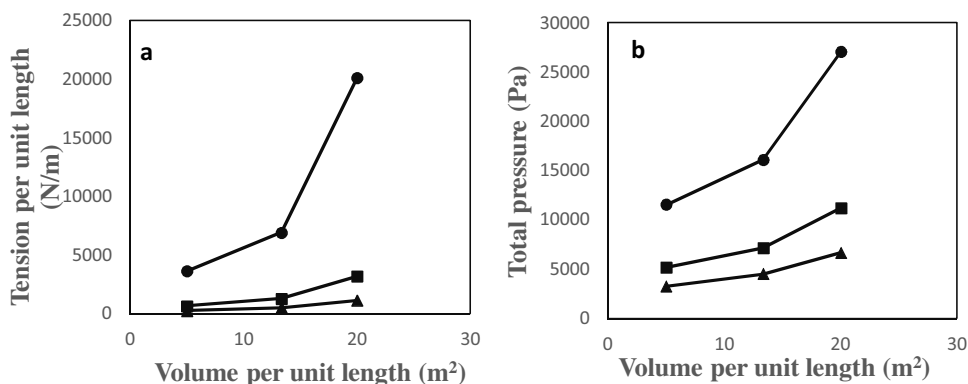 a
Tension per unit length
(N/m)
25000
20000
15000
10000
5000
0
0 10 20 30
Volume per unit length (m²)
b
Total pressure (Pa)
30000
25000
20000
15000
10000
5000
0
0 10 20 30
Volume per unit length (m²)